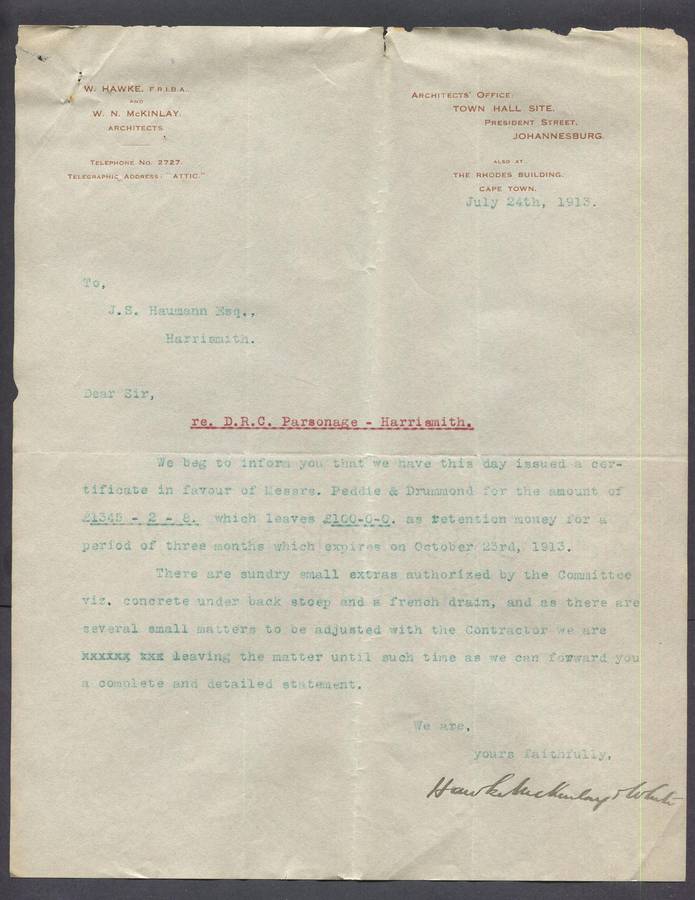 W. HAWKE, F.R.I.B.A.
AND
W. N. McKINLAY.
ARCHITECTS
TELEPHONE No. 2727.
TELEGRAPHIC ADDRESS: "ATTIC."
ARCHITECTS' OFFICE:
TOWN HALL SITE.
PRESIDENT STREET.
JOHANNESBURG.
ALSO AT
THE RHODES BUILDING.
CAPE TOWN.
July 24th, 1913.
To,
J.S. Haumann Esq.,
Harrismith.
Dear Sir,
re. D.R.C. Parsonage - Harrismith.
We beg to inform you that we have this day issued a cer-
tificate in favour of Messrs. Peddie & Drummond for the amount of
£1345 - 2 - 8. which leaves £100-0-0. as retention money for a
period of three months which expires on October 23rd, 1913.
There are sundry small extras authorized by the Committee
viz. concrete under back stoep and a french drain, and as there are
several small matters to be adjusted with the Contractor we are
xxxxxx xxx leaving the matter until such time as we can forward you
a complete and detailed statement.
We are,
yours faithfully,
Hawke McKinlay & White